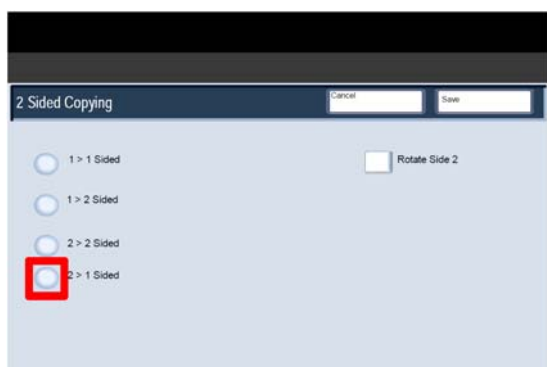 2 Sided Copying
Cancel
Save
1 > 1 Sided
Rotate Side 2
1 > 2 Sided
2 > 2 Sided
2 > 1 Sided